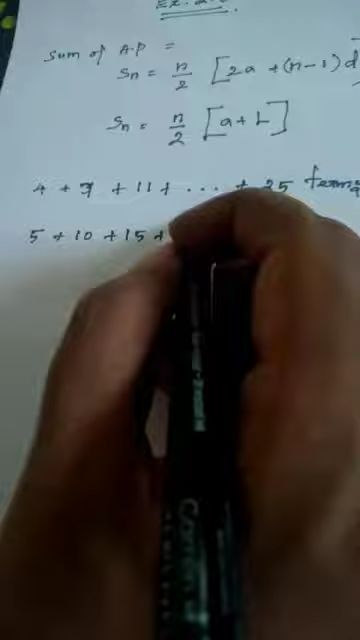 Sum of A.P =
Sn = n/2 [2a + (n-1)d]
Sn = n/2 [a + L]
4 + 7 + 11 + ... + 25 terms
5 + 10 + 15 +